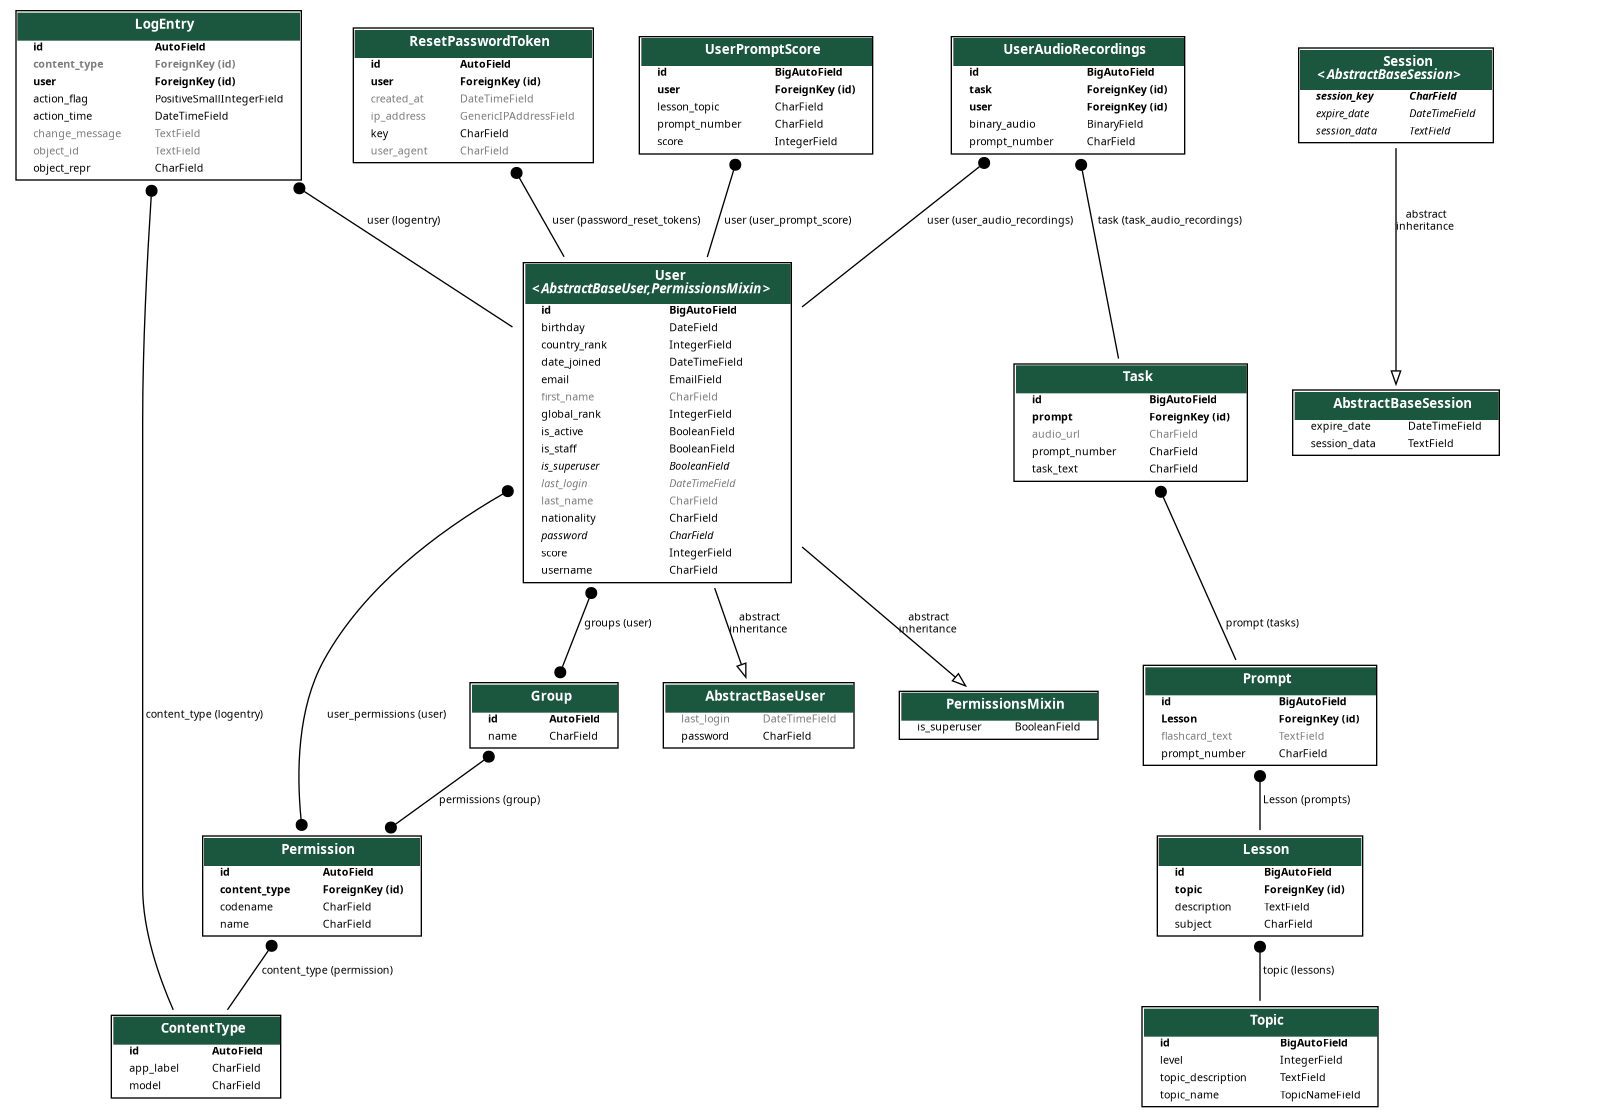 LogEntry
id AutoField
content_type ForeignKey (id)
user ForeignKey (id)
action_flag PositiveSmallIntegerField
action_time DateTimeField
change_message TextField
object_id TextField
object_repr CharField
ResetPasswordToken
id AutoField
user ForeignKey (id)
created_at DateTimeField
ip_address GenericIPAddressField
key CharField
user_agent CharField
UserPromptScore
id BigAutoField
user ForeignKey (id)
lesson_topic CharField
prompt_number CharField
score IntegerField
UserAudioRecordings
id BigAutoField
task ForeignKey (id)
user ForeignKey (id)
binary_audio BinaryField
prompt_number CharField
Session
<AbstractBaseSession>
session_key CharField
expire_date DateTimeField
session_data TextField
user (logentry)
user (password_reset_tokens)
user (user_prompt_score)
user (user_audio_recordings)
task (task_audio_recordings)
abstract
inheritance
User
<AbstractBaseUser,PermissionsMixin>
id BigAutoField
birthday DateField
country_rank IntegerField
date_joined DateTimeField
email EmailField
first_name CharField
global_rank IntegerField
is_active BooleanField
is_staff BooleanField
is_superuser BooleanField
last_login DateTimeField
last_name CharField
nationality CharField
password CharField
score IntegerField
username CharField
Task
id BigAutoField
prompt ForeignKey (id)
audio_url CharField
prompt_number CharField
task_text CharField
AbstractBaseSession
expire_date DateTimeField
session_data TextField
groups (user)
abstract
inheritance
abstract
inheritance
prompt (tasks)
content_type (logentry)
user_permissions (user)
Group
id AutoField
name CharField
AbstractBaseUser
last_login DateTimeField
password CharField
PermissionsMixin
is_superuser BooleanField
Prompt
id BigAutoField
Lesson ForeignKey (id)
flashcard_text TextField
prompt_number CharField
permissions (group)
Lesson (prompts)
Permission
id AutoField
content_type ForeignKey (id)
codename CharField
name CharField
Lesson
id BigAutoField
topic ForeignKey (id)
description TextField
subject CharField
content_type (permission)
topic (lessons)
ContentType
id AutoField
app_label CharField
model CharField
Topic
id BigAutoField
level IntegerField
topic_description TextField
topic_name TopicNameField